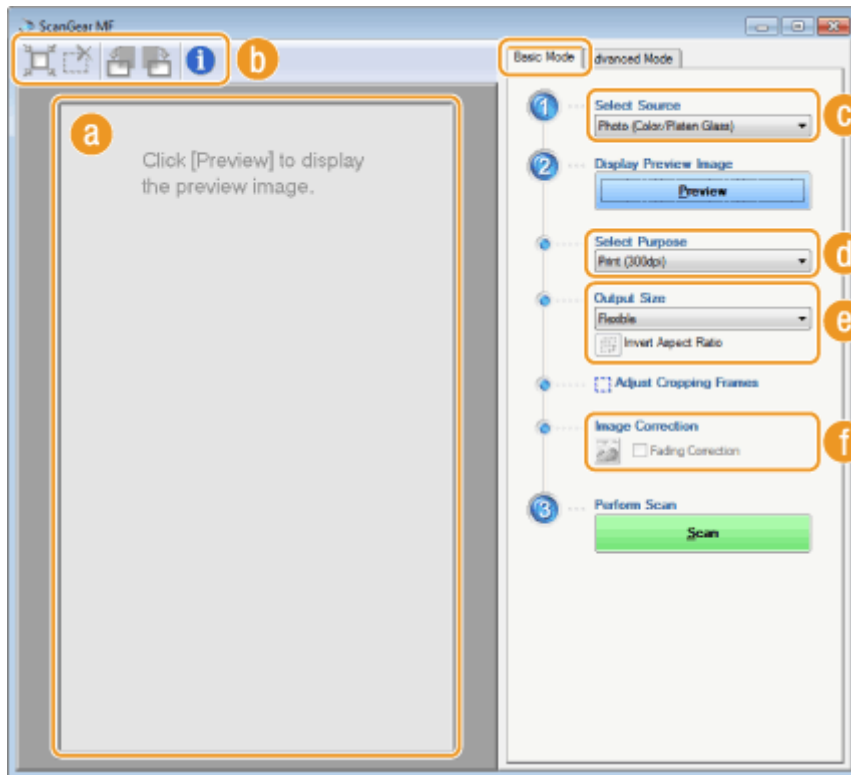 ScanGear MF
b
Basic Mode
dvanced Mode
a
Click [Preview] to display
the preview image.
1
Select Source
c
Photo (Color/Platen Glass)
2
Display Preview Image
Preview
Select Purpose
d
Print (300dpi)
Output Size
e
Flexible
Invert Aspect Ratio
Adjust Cropping Frames
Image Correction
f
Fading Correction
3
Perform Scan
Scan